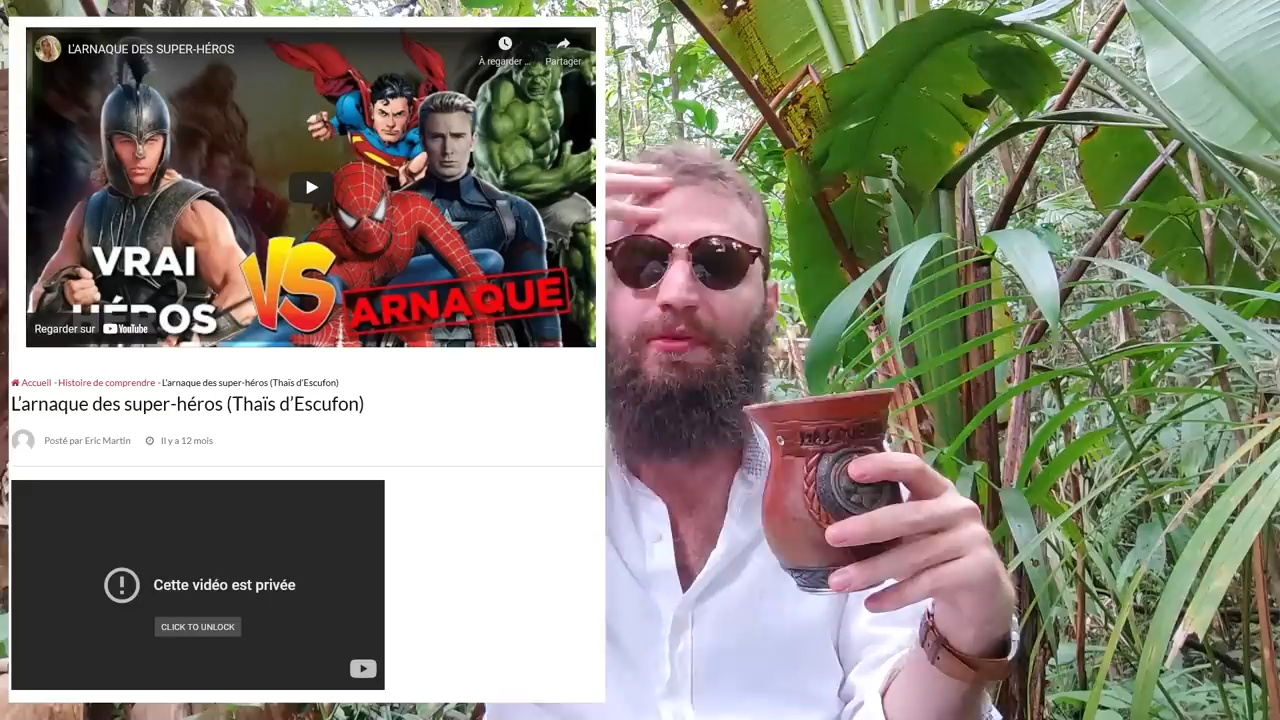 L'ARNAQUE DES SUPER-HÉROS
À regarder ...
Partager
VRAI
HÉROS
VS
ARNAQUE
Regarder sur YouTube
Accueil - Histoire de comprendre - L'arnaque des super-héros (Thaïs d'Escufon)
L'arnaque des super-héros (Thaïs d'Escufon)
Posté par Eric Martin Il y a 12 mois
Cette vidéo est privée
CLICK TO UNLOCK